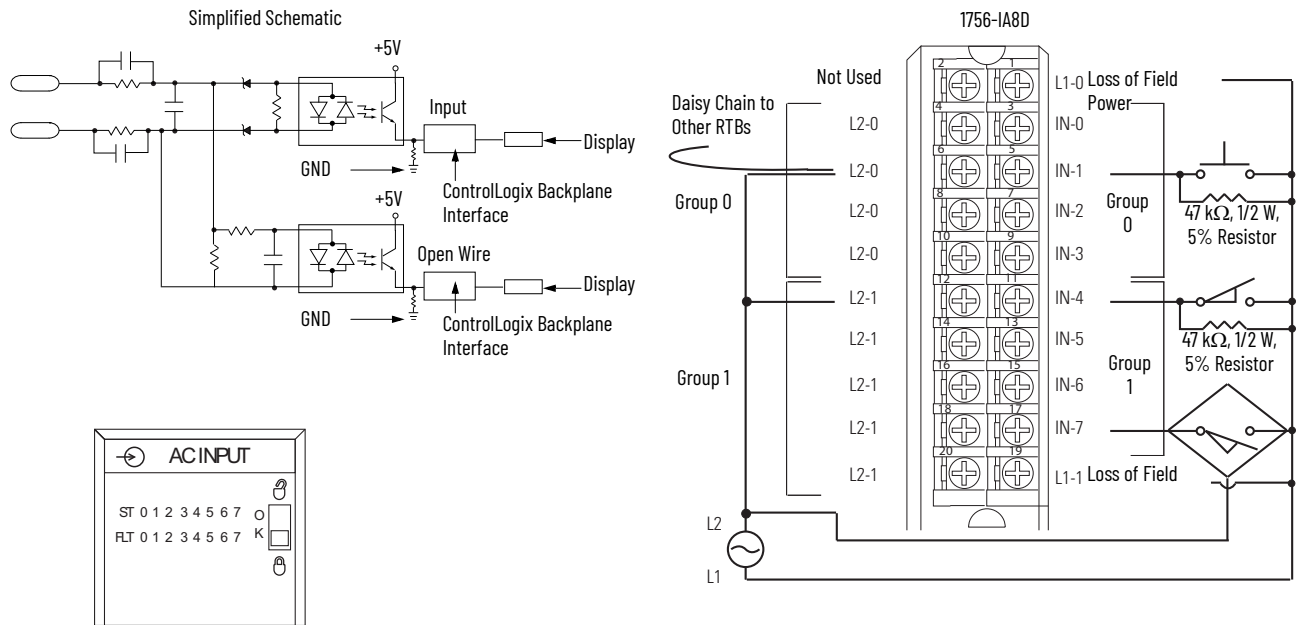 Simplified Schematic
+5V
Input
Display
GND
ControlLogix Backplane
Interface
+5V
Open Wire
Display
GND
ControlLogix Backplane
Interface
AC INPUT
ST 0 1 2 3 4 5 6 7
FLT 0 1 2 3 4 5 6 7
O
K
1756-IA8D
Not Used
2
1
L1-0
Loss of Field
Power
Daisy Chain to
Other RTBs
L2-0
4
3
IN-0
L2-0
6
5
IN-1
Group 0
L2-0
8
7
IN-2
Group
0
47 kΩ, 1/2 W,
5% Resistor
L2-0
10
9
IN-3
L2-1
12
11
IN-4
L2-1
14
13
IN-5
47 kΩ, 1/2 W,
5% Resistor
Group 1
L2-1
16
15
IN-6
Group
1
L2-1
18
17
IN-7
L2-1
20
19
L1-1
Loss of Field
L2
L1